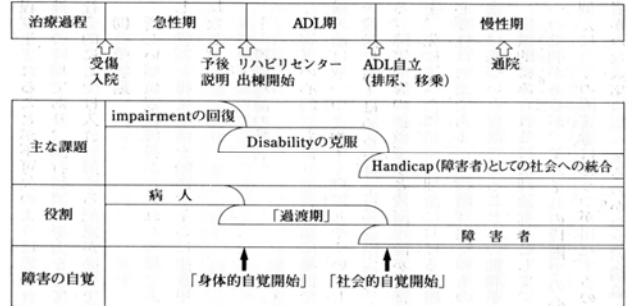 治療過程 急性期 ADL期 慢性期
受傷 予後 リハビリセンター ADL自立 通院
入院 説明 出棟開始 (排尿、移乗)
主な課題
impairmentの回復
Disabilityの克服
Handicap(障害者)としての社会への統合
役割
病人
「過渡期」
障害者
障害の自覚 「身体的自覚開始」 「社会的自覚開始」